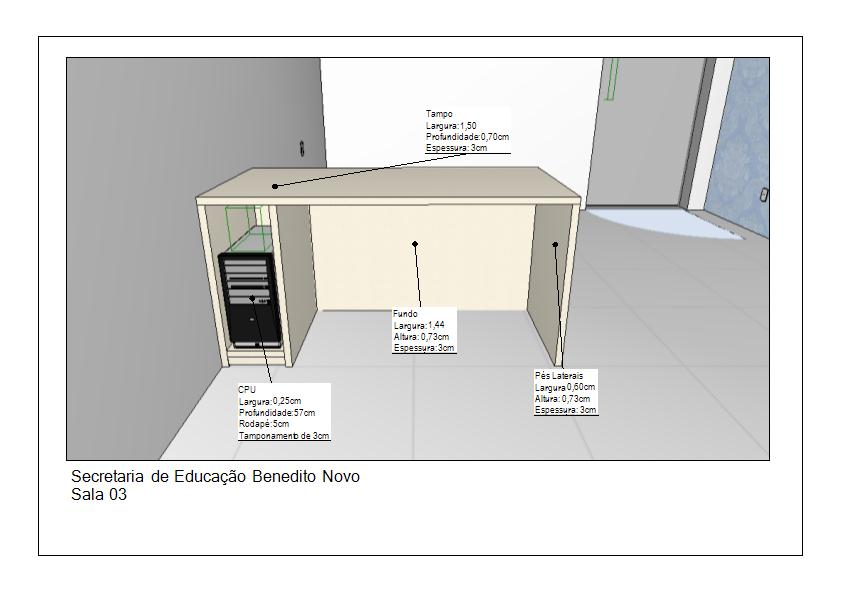 Tampo
Largura:1,50
Profundidade:0,70cm
Espessura: 3cm
Fundo
Largura:1,44
Altura: 0,73cm
Espessura:3cm
Pés Laterais
Largura0,60cm
Altura: 0,73cm
Espessura: 3cm
CPU
Largura:0,25cm
Profundidade:57cm
Rodapé:5cm
Tamponamento de 3cm
Secretaria de Educação Benedito Novo
Sala 03